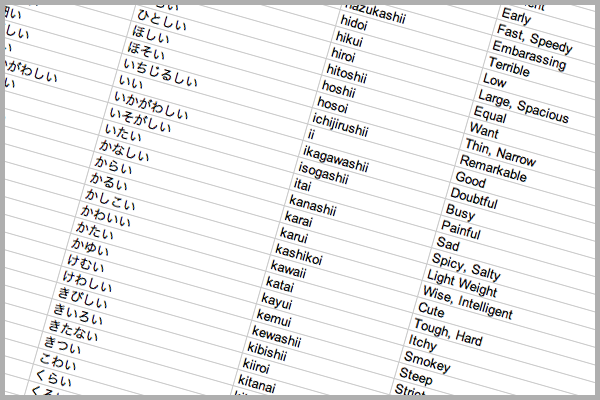 Early
Fast, Speedy
Embarassing
hidoi Terrible
hikui Low
hiroi Large, Spacious
ひとしい hitoshii Equal
ほしい hoshii Want
細い ほそい hosoi Thin, Narrow
しい いちじるしい ichijirushii Remarkable
い いい ii Good
がわしい いかがわしい ikagawashii Doubtful
い いそがしい isogashii Busy
いたい itai Painful
かなしい kanashii Sad
からい karai Spicy, Salty
かるい karui Light Weight
かしこい kashikoi Wise, Intelligent
かわいい kawaii Cute
かたい katai Tough, Hard
かゆい kayui Itchy
けむい kemui Smokey
けわしい kewashii Steep
きびしい kibishii Strict
きいろい kiiroi
きたない kitanai
きつい
こわい
くらい